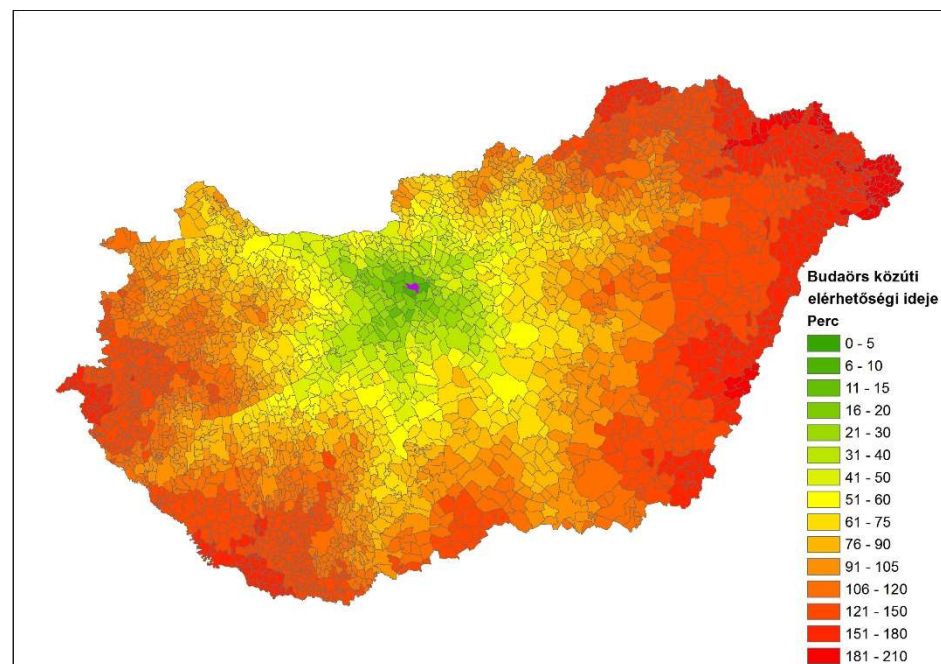 Budaörs közúti
elérhetőségi ideje
Perc
0 - 5
6 - 10
11 - 15
16 - 20
21 - 30
31 - 40
41 - 50
51 - 60
61 - 75
76 - 90
91 - 105
106 - 120
121 - 150
151 - 180
181 - 210